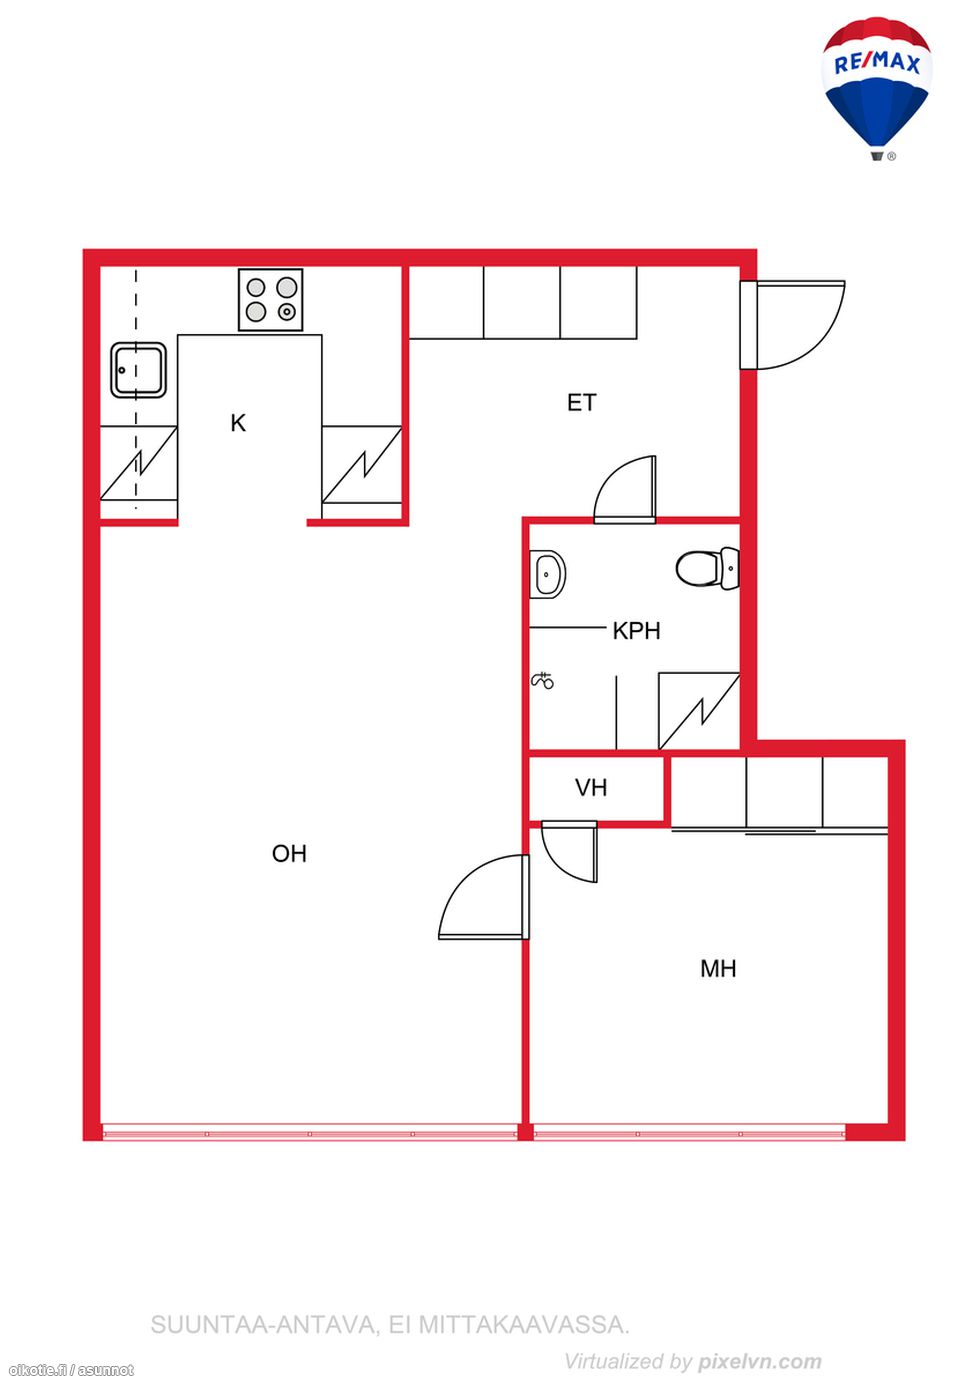 RE/MAX
®
K
ET
KPH
VH
OH
MH
SUUNTAA-ANTAVA, EI MITTAKAAVASSA.
Virtualized by pixelvn.com
oikotie.fi / asunnot